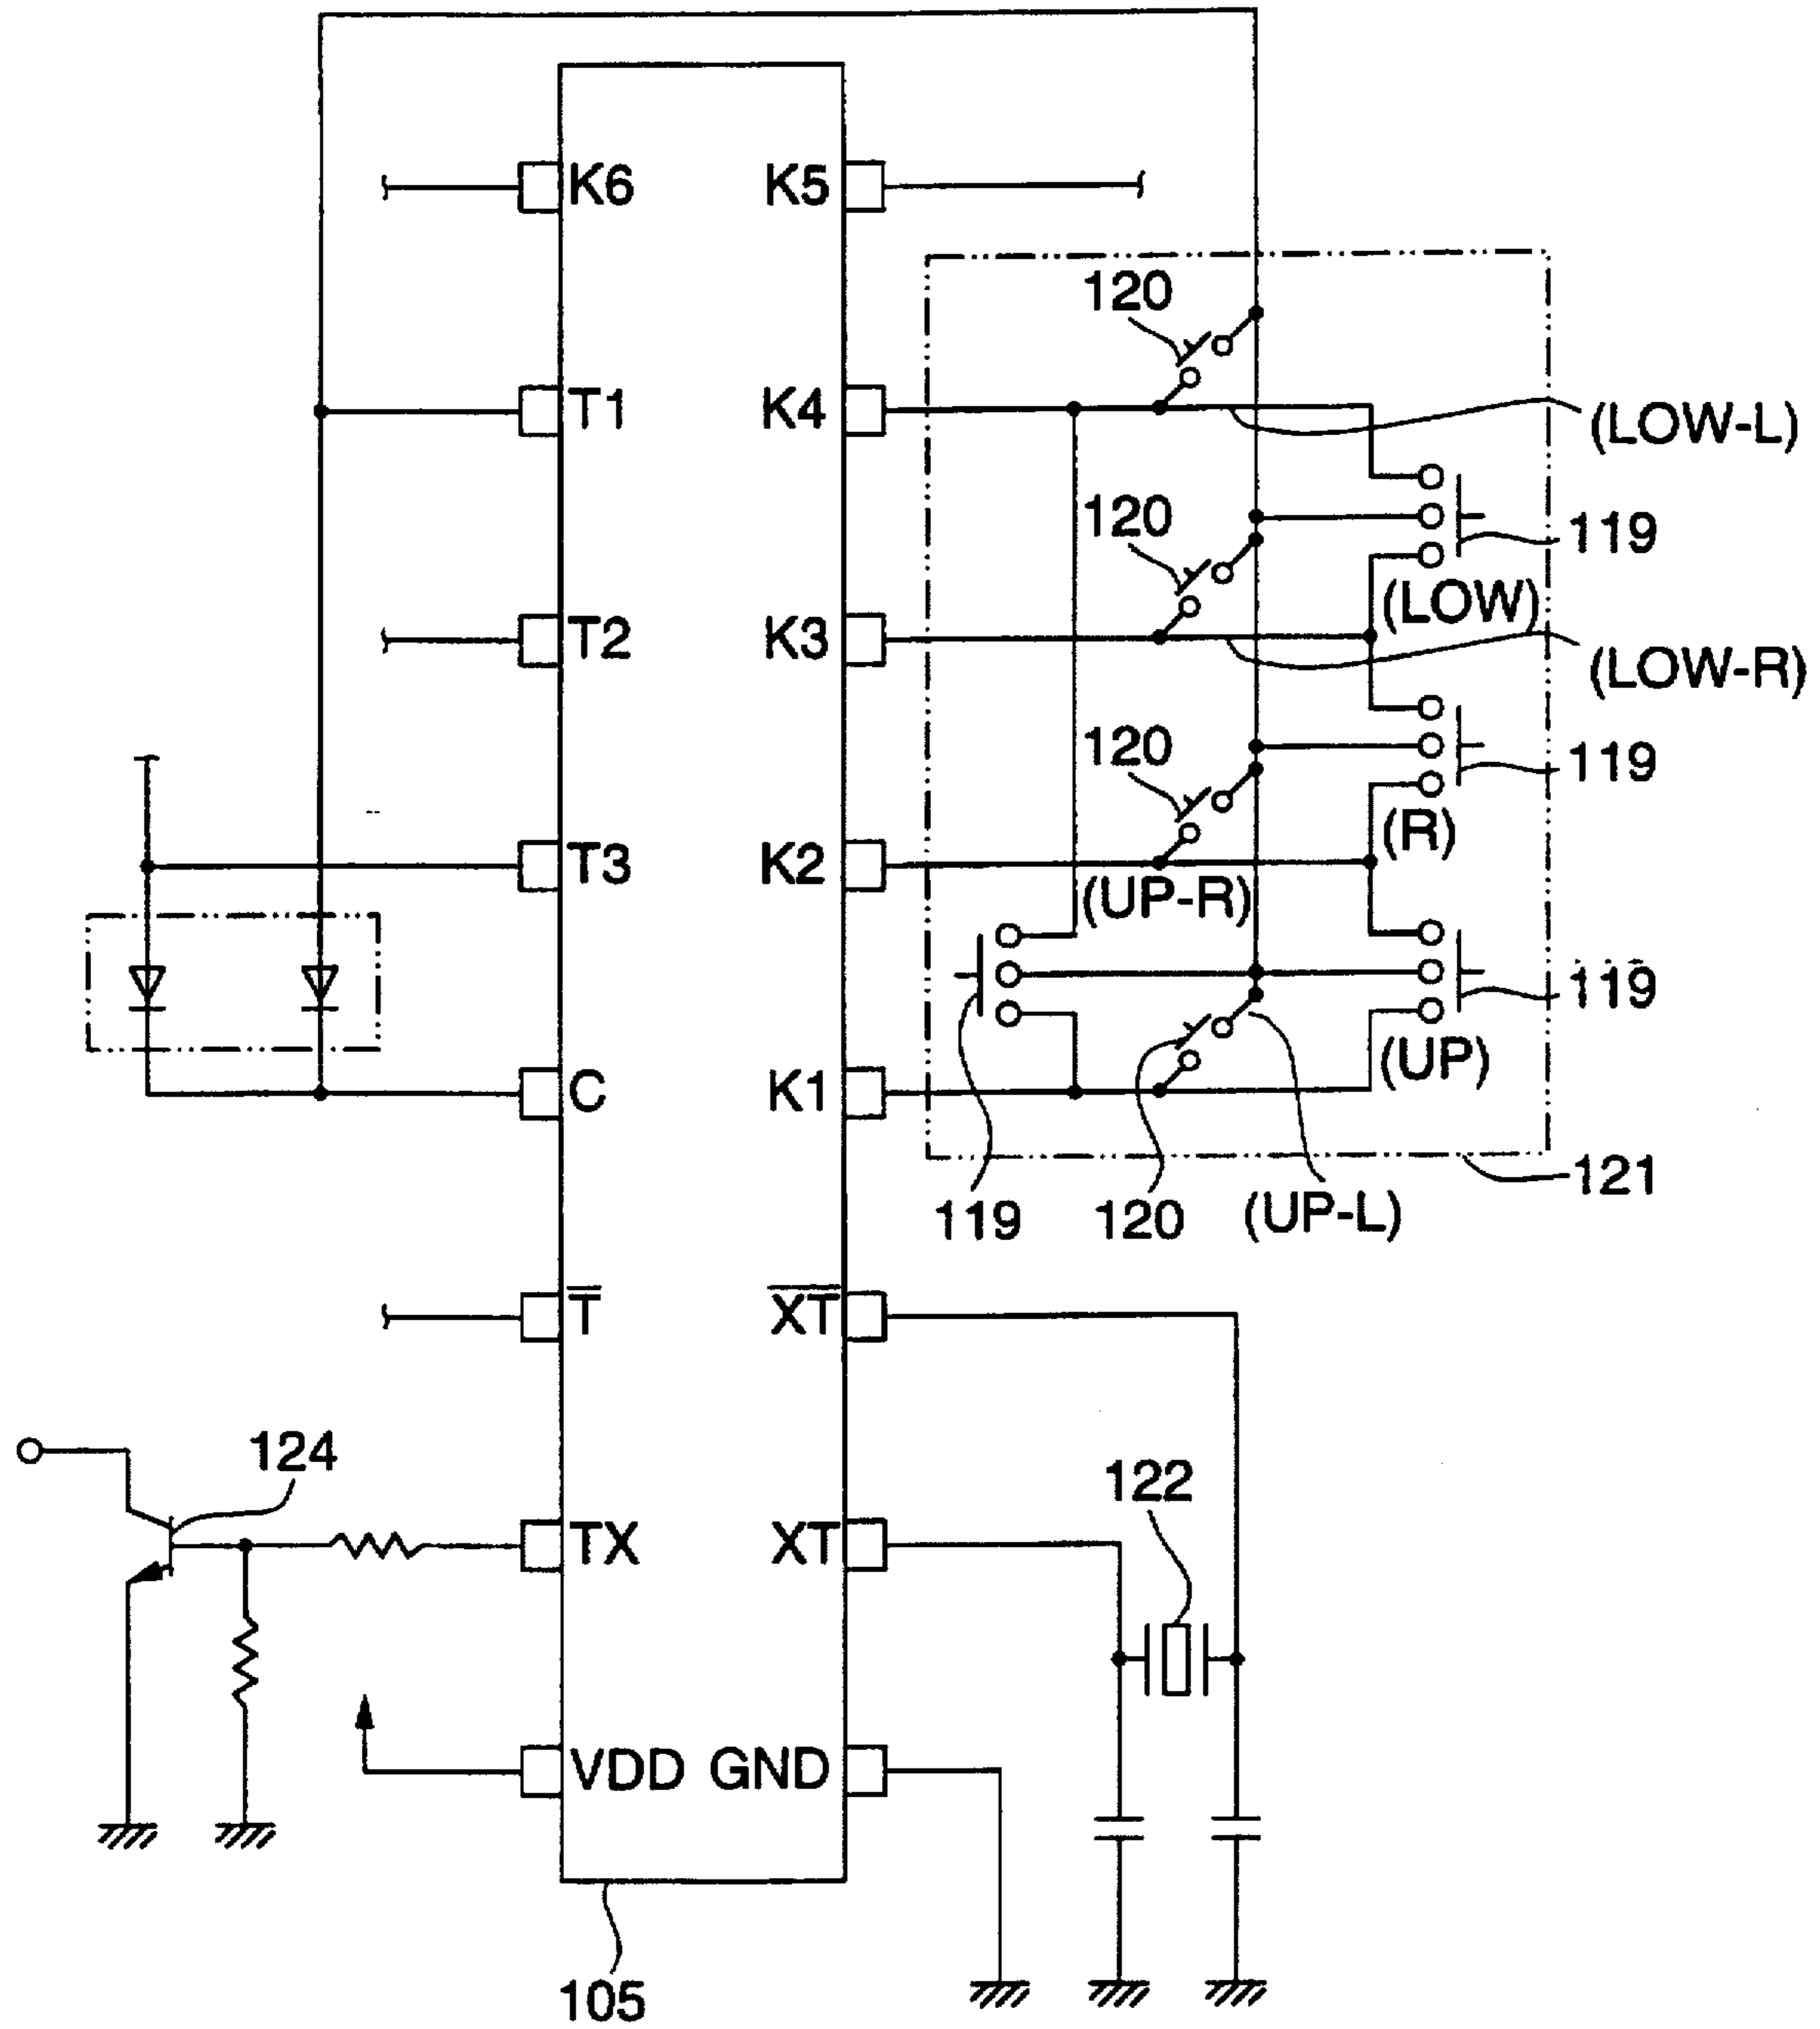 K6 K5
120
T1 K4
(LOW-L)
120
119
(LOW)
T2 K3
(LOW-R)
120
119
(R)
T3 K2
(UP-R)
119
(UP)
C K1
121
119 120 (UP-L)
T̅ X̅T̅
124
122
TX XT
VDD GND
105